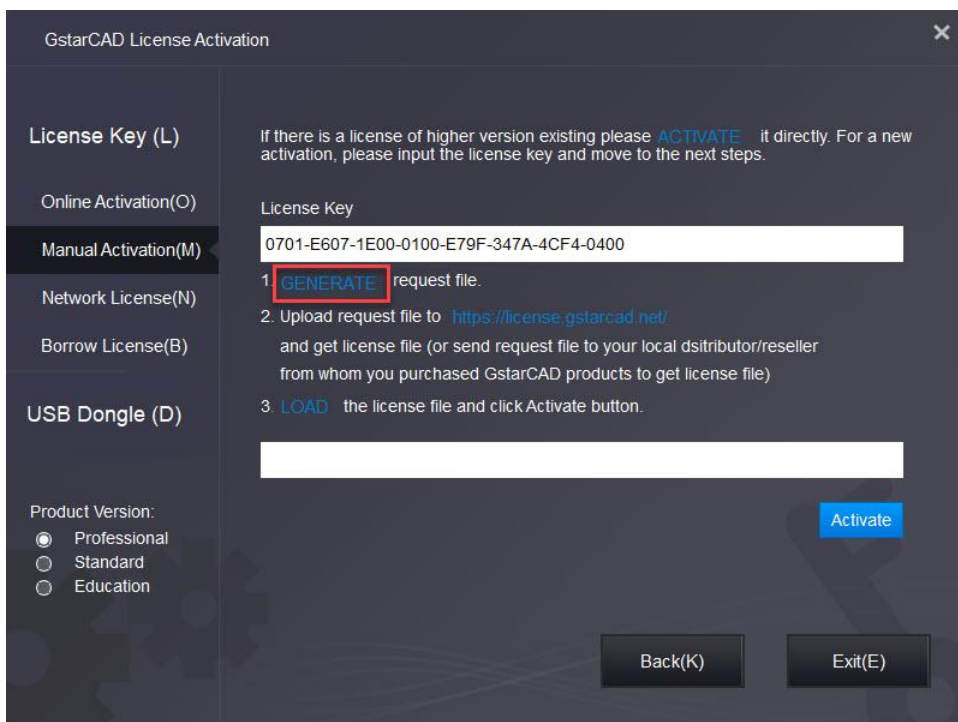 GstarCAD License Activation
License Key (L)
Online Activation(O)
Manual Activation(M)
Network License(N)
Borrow License(B)
USB Dongle (D)
Product Version:
Professional
Standard
Education
If there is a license of higher version existing please ACTIVATE it directly. For a new
activation, please input the license key and move to the next steps.
License Key
0701-E607-1E00-0100-E79F-347A-4CF4-0400
1. GENERATE request file.
2. Upload request file to https://license.gstarcad.net/
and get license file (or send request file to your local dsitributor/reseller
from whom you purchased GstarCAD products to get license file)
3. LOAD the license file and click Activate button.
Activate
Back(K)
Exit(E)